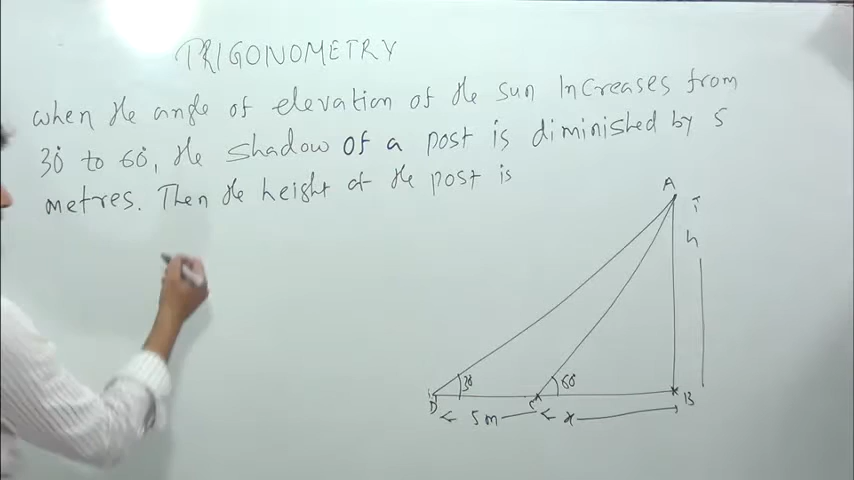 TRIGONOMETRY
when the angle of elevation of the sun Increases from
30° to 60°, the shadow of a post is diminished by 5
metres. Then the height of the post is
A
h
30
60
D
B
5m
x